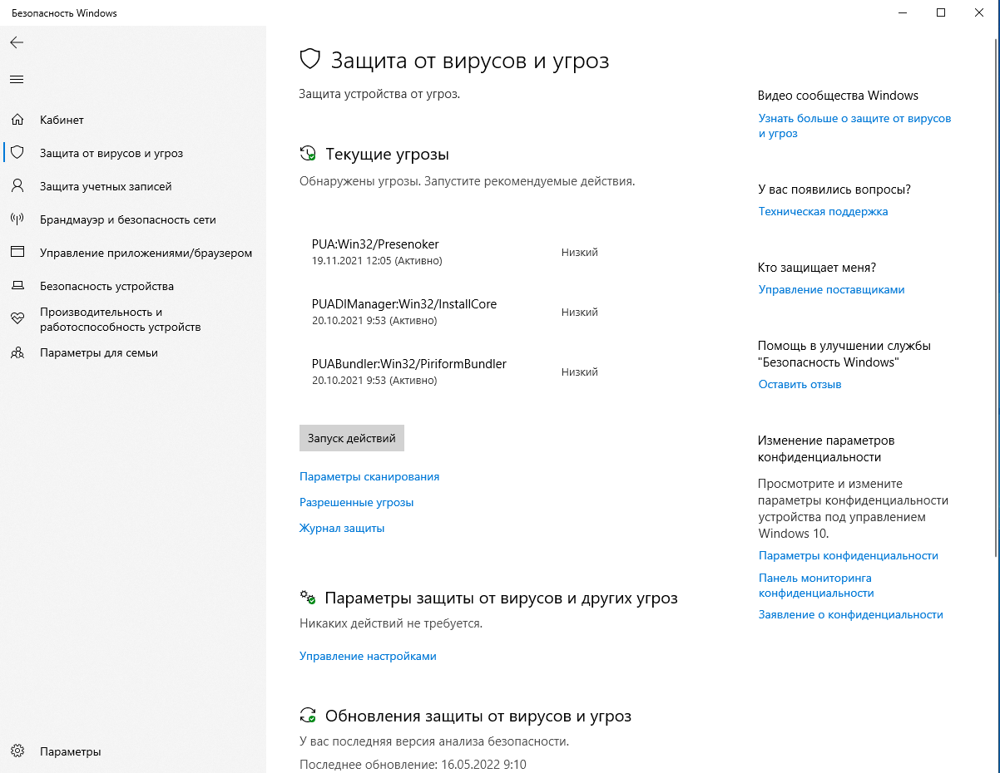 Безопасность Windows
Кабинет
Защита от вирусов и угроз
Защита учетных записей
Брандмауэр и безопасность сети
Управление приложениями/браузером
Безопасность устройства
Производительность и
работоспособность устройств
Параметры для семьи
Параметры
Защита от вирусов и угроз
Защита устройства от угроз.
Текущие угрозы
Обнаружены угрозы. Запустите рекомендуемые действия.
PUA:Win32/Presenoker
19.11.2021 12:05 (Активно)
Низкий
PUADIManager:Win32/InstallCore
20.10.2021 9:53 (Активно)
Низкий
PUABundler:Win32/PiriformBundler
20.10.2021 9:53 (Активно)
Низкий
Запуск действий
Параметры сканирования
Разрешенные угрозы
Журнал защиты
Параметры защиты от вирусов и других угроз
Никаких действий не требуется.
Управление настройками
Обновления защиты от вирусов и угроз
У вас последняя версия анализа безопасности.
Последнее обновление: 16.05.2022 9:10
Видео сообщества Windows
Узнать больше о защите от вирусов
и угроз
У вас появились вопросы?
Техническая поддержка
Кто защищает меня?
Управление поставщиками
Помощь в улучшении службы
"Безопасность Windows"
Оставить отзыв
Изменение параметров
конфиденциальности
Просмотрите и измените
параметры конфиденциальности
устройства под управлением
Windows 10.
Параметры конфиденциальности
Панель мониторинга
конфиденциальности
Заявление о конфиденциальности